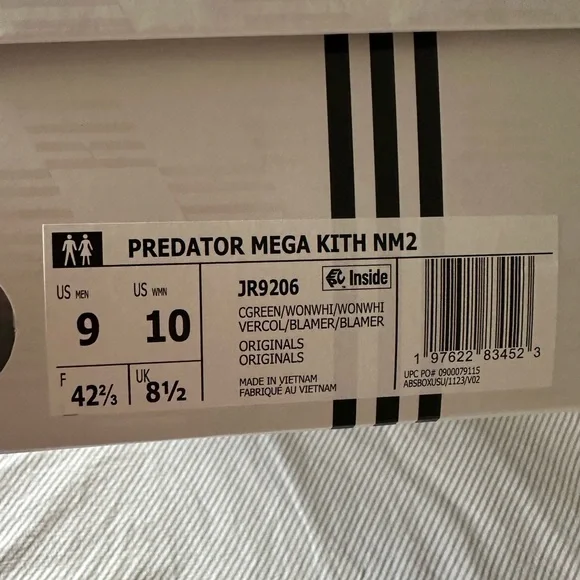 PREDATOR MEGA KITH NM2
US MEN
9
US WMN
10
F
42⅔
UK
8½
JR9206
Inside
CGREEN/WONWHI/WONWHI
VERCOL/BLAMER/BLAMER
ORIGINALS
ORIGINALS
MADE IN VIETNAM
FABRIQUÉ AU VIETNAM
1 97622 83452 3
UPC PO# 0900079115
ABSBOXUSU/1123/V02